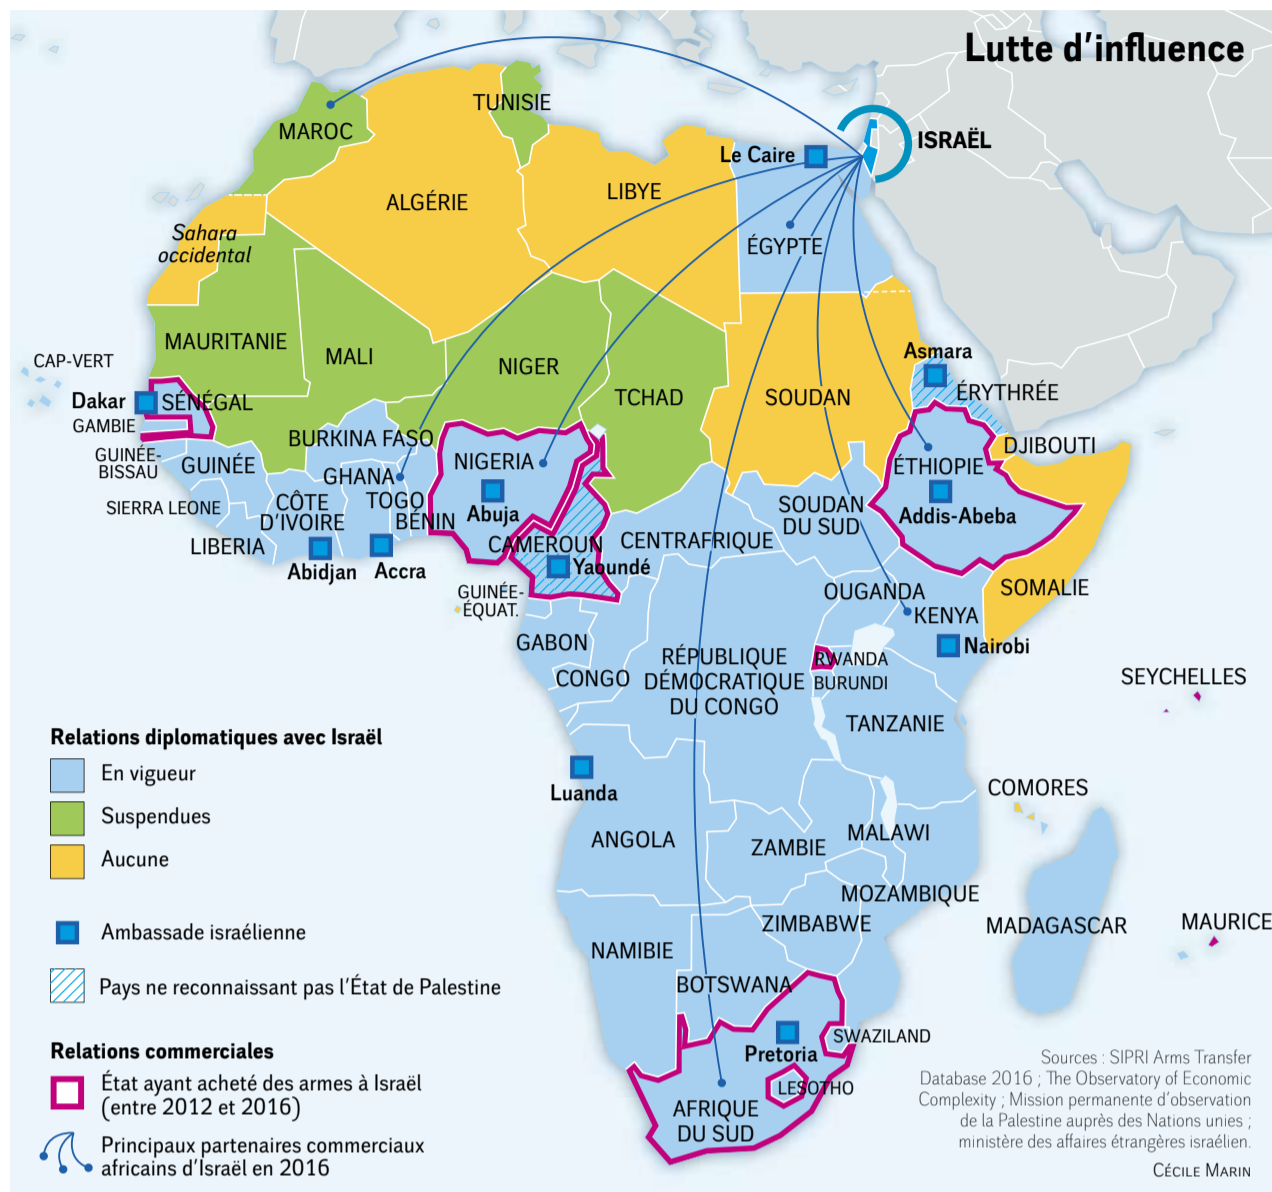 Lutte d'influence
TUNISIE
MAROC
ISRAËL
Le Caire
ALGÉRIE
LIBYE
Sahara
occidental
ÉGYPTE
MAURITANIE
MALI
NIGER
Asmara
CAP-VERT
TCHAD
SOUDAN
ÉRYTHRÉE
Dakar
SÉNÉGAL
GAMBIE
BURKINA FASO
DJIBOUTI
GUINÉE-
BISSAU
GUINÉE
NIGERIA
ÉTHIOPIE
GHANA
TOGO
CÔTE
D'IVOIRE
SIERRA LEONE
BÉNIN
Abuja
SOUDAN
DU SUD
Addis-Abeba
LIBERIA
CAMEROUN
CENTRAFRIQUE
Abidjan
Accra
Yaoundé
GUINÉE-
ÉQUAT.
OUGANDA
SOMALIE
KENYA
GABON
Nairobi
RÉPUBLIQUE
DÉMOCRATIQUE
DU CONGO
RWANDA
CONGO
BURUNDI
SEYCHELLES
TANZANIE
Luanda
COMORES
ANGOLA
ZAMBIE
MALAWI
MOZAMBIQUE
ZIMBABWE
MADAGASCAR
MAURICE
NAMIBIE
BOTSWANA
SWAZILAND
Pretoria
LESOTHO
AFRIQUE
DU SUD
Relations diplomatiques avec Israël
En vigueur
Suspendues
Aucune
Ambassade israélienne
Pays ne reconnaissant pas l'État de Palestine
Relations commerciales
État ayant acheté des armes à Israël
(entre 2012 et 2016)
Principaux partenaires commerciaux
africains d'Israël en 2016
Sources : SIPRI Arms Transfer
Database 2016 ; The Observatory of Economic
Complexity ; Mission permanente d'observation
de la Palestine auprès des Nations unies ;
ministère des affaires étrangères israélien.
CÉCILE MARIN